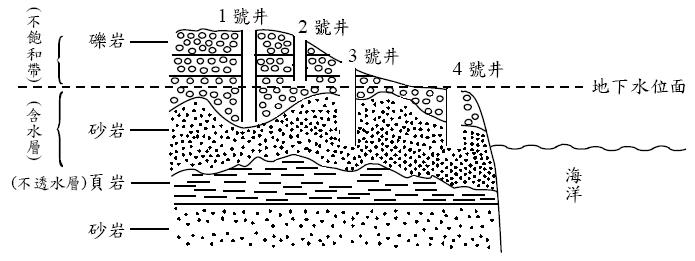 1 號井
2 號井
3 號井
4 號井
(不飽和帶)
礫岩
地下水位面
(含水層)
砂岩
(不透水層)頁岩
砂岩
海洋